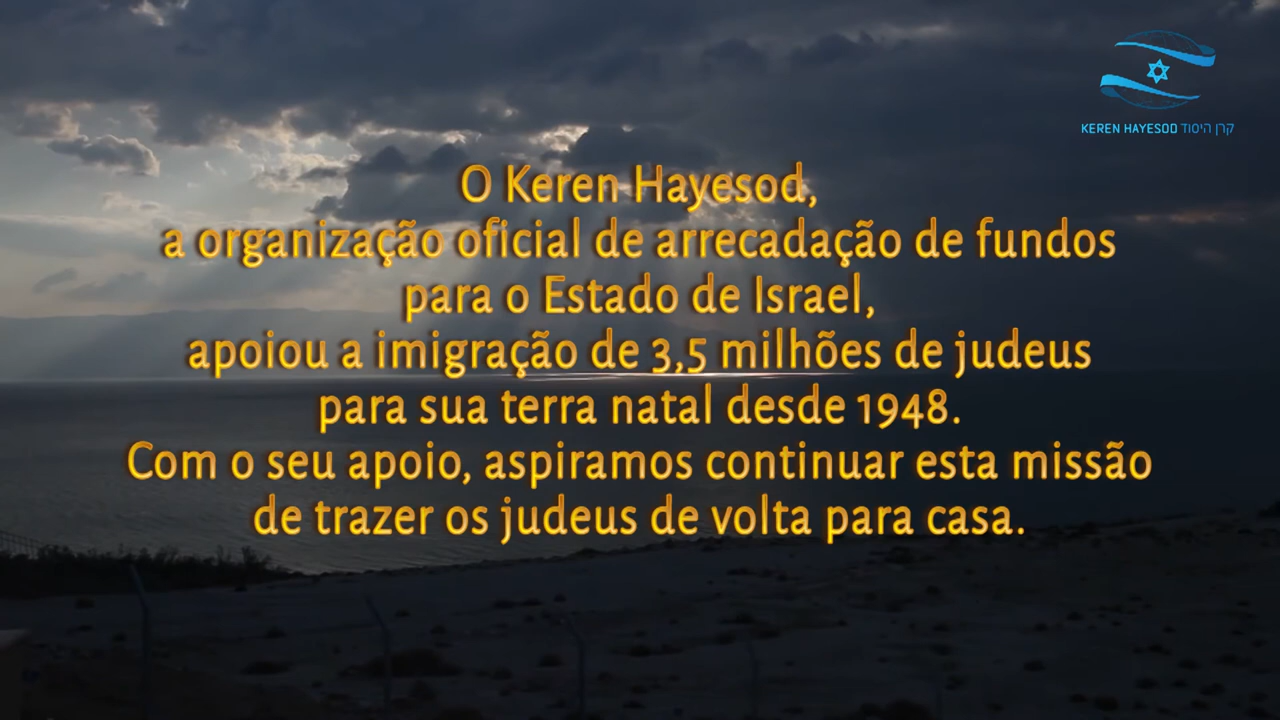 KEREN HAYESOD קרן היסוד
O Keren Hayesod,
a organização oficial de arrecadação de fundos
para o Estado de Israel,
apoiou a imigração de 3,5 milhões de judeus
para sua terra natal desde 1948.
Com o seu apoio, aspiramos continuar esta missão
de trazer os judeus de volta para casa.